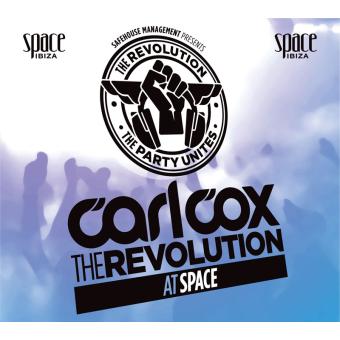 space
IBIZA
space
IBIZA
SAFEHOUSE MANAGEMENT PRESENTS
THE REVOLUTION
THE PARTY UNITES
Carl Cox
THE REVOLUTION
AT SPACE